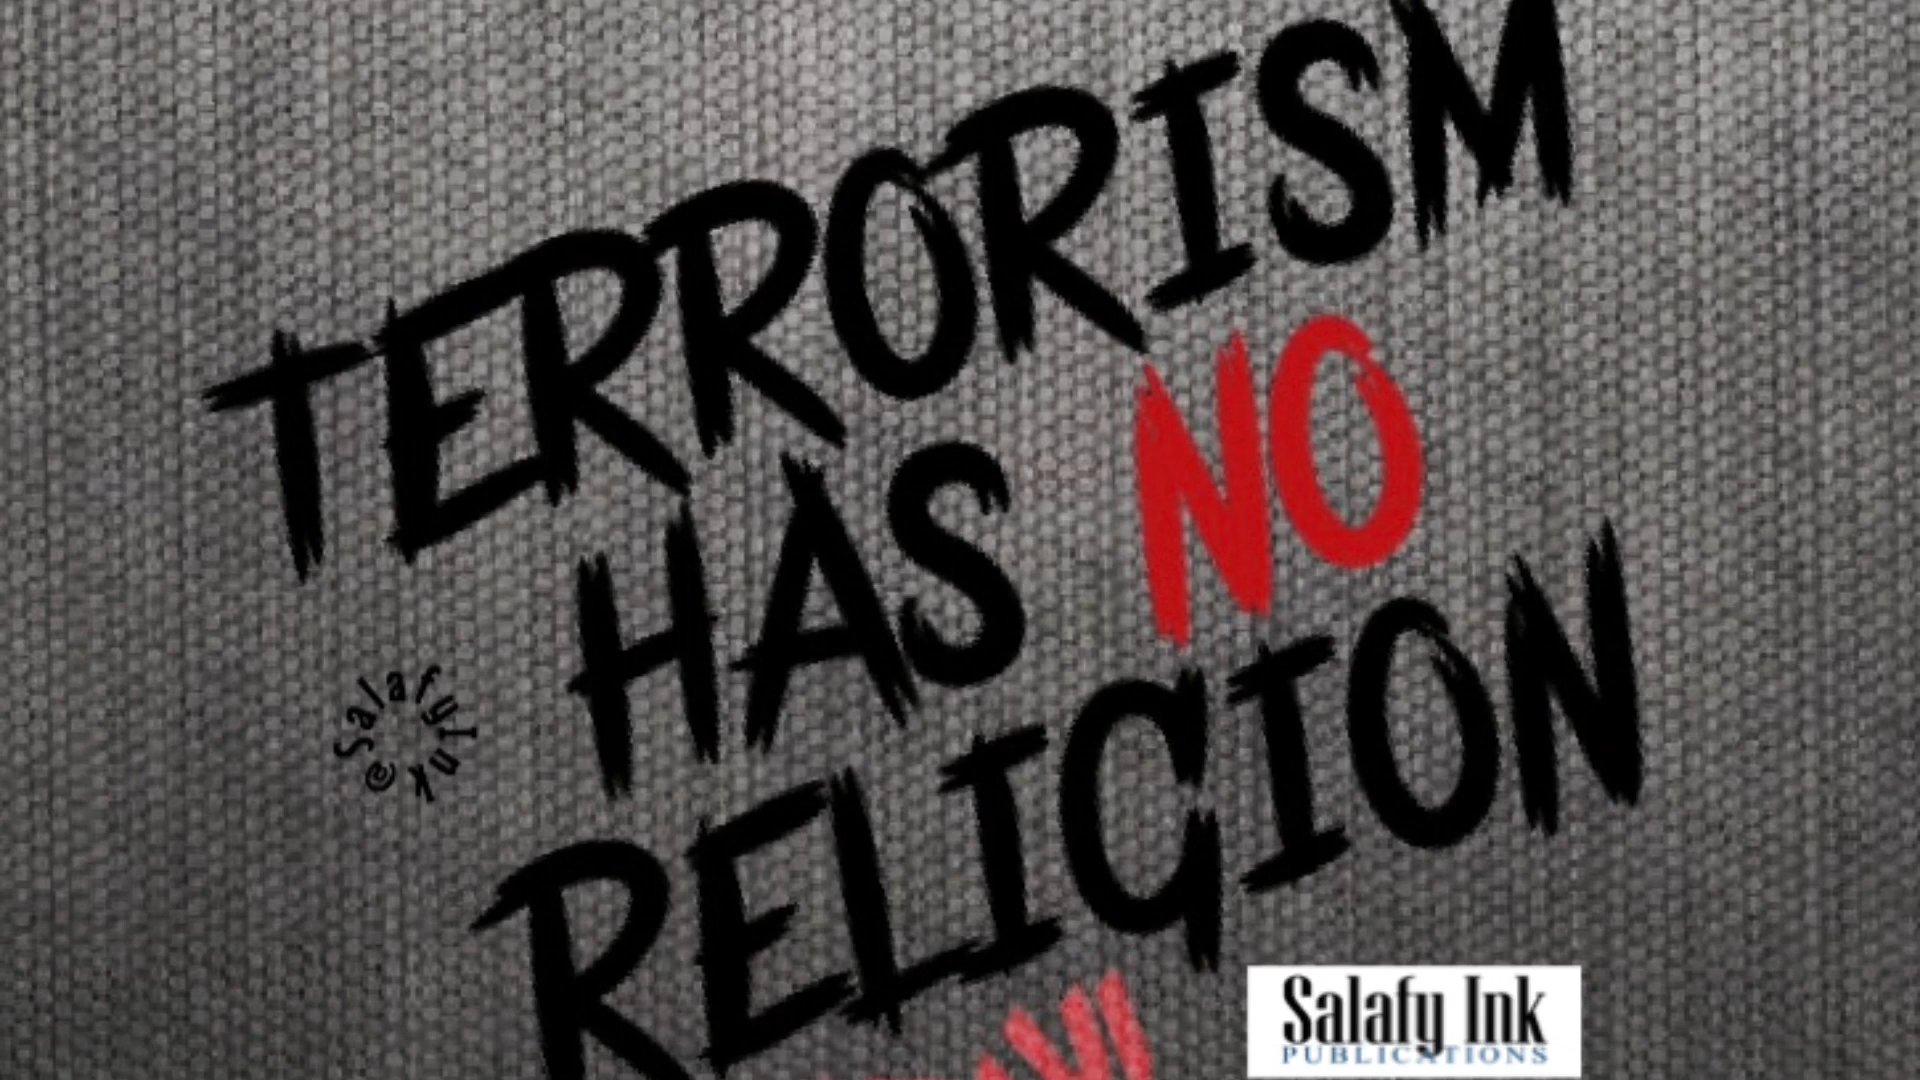 TERRORISM
HAS NO
RELIGION
@SalafyInk
Salafy Ink
PUBLICATIONS